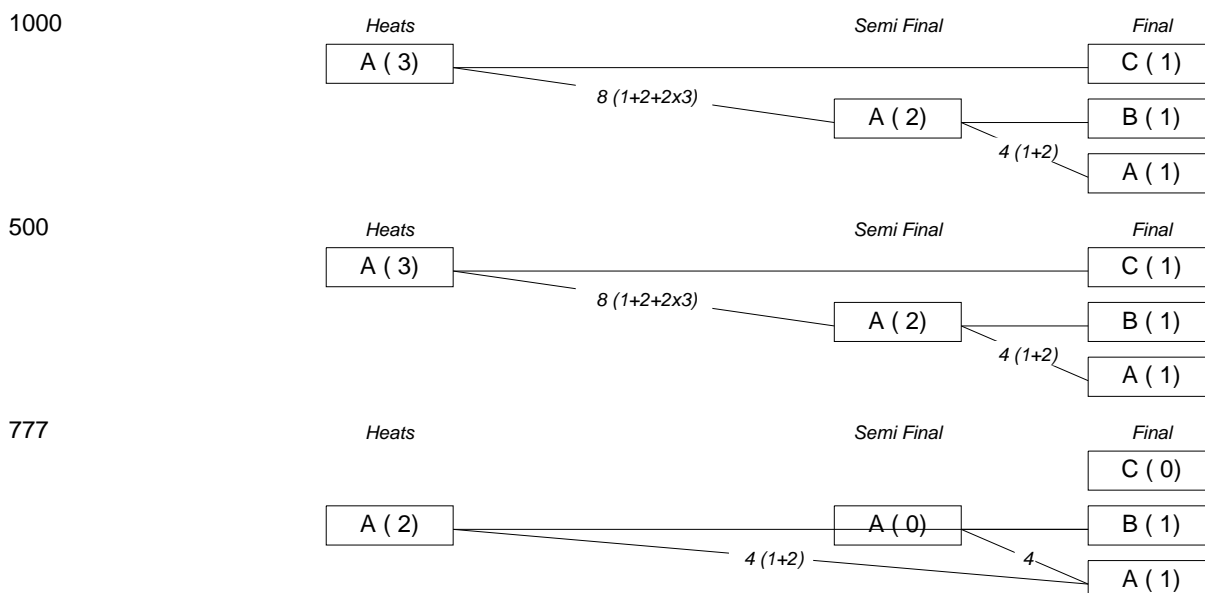 1000 Heats Semi Final Final
A ( 3) C ( 1)
8 (1+2+2x3)
A ( 2) B ( 1)
4 (1+2)
A ( 1)
500 Heats Semi Final Final
A ( 3) C ( 1)
8 (1+2+2x3)
A ( 2) B ( 1)
4 (1+2)
A ( 1)
777 Heats Semi Final Final
C ( 0)
A ( 2) A ( 0) B ( 1)
4 (1+2) 4
A ( 1)